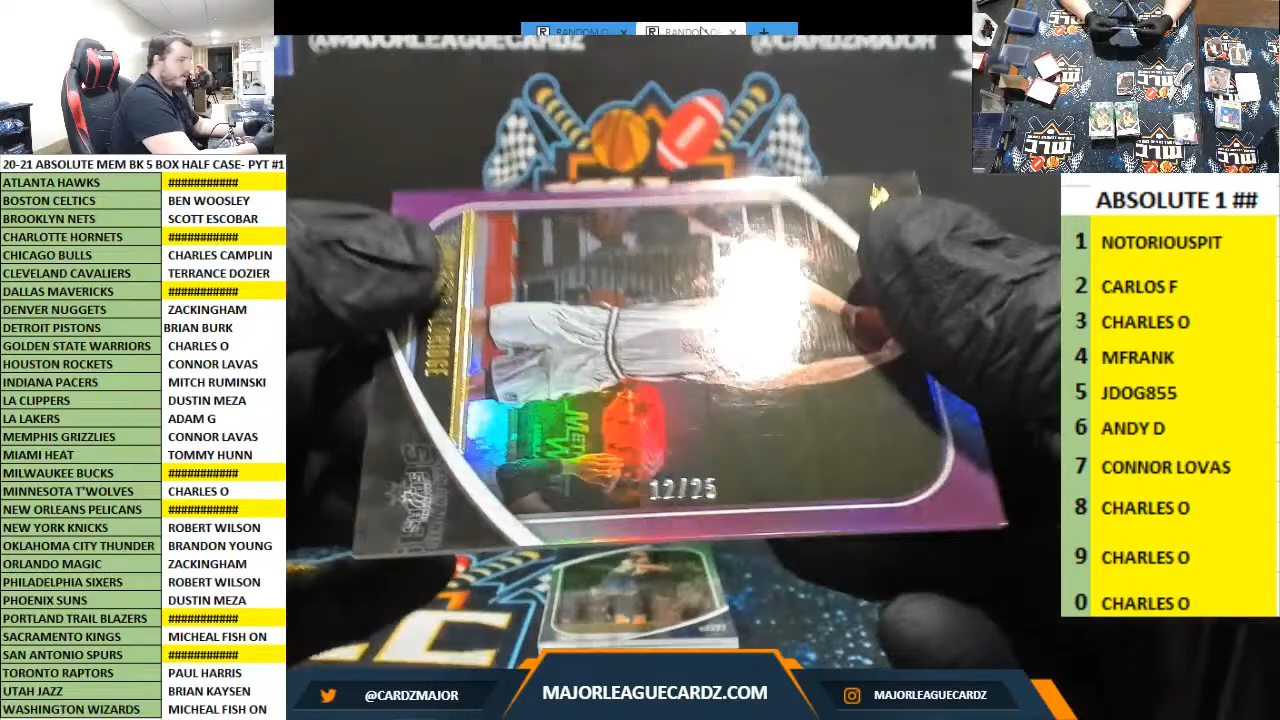 RANDOM
RANDO
@MAJORLEAGUECARDZ
@CARDZMAJOR
20-21 ABSOLUTE MEM BK 5 BOX HALF CASE- PYT #1
ATLANTA HAWKS ###########
BOSTON CELTICS BEN WOOSLEY
BROOKLYN NETS SCOTT ESCOBAR
CHARLOTTE HORNETS ###########
CHICAGO BULLS CHARLES CAMPLIN
CLEVELAND CAVALIERS TERRANCE DOZIER
DALLAS MAVERICKS ###########
DENVER NUGGETS ZACKINGHAM
DETROIT PISTONS BRIAN BURK
GOLDEN STATE WARRIORS CHARLES O
HOUSTON ROCKETS CONNOR LAVAS
INDIANA PACERS MITCH RUMINSKI
LA CLIPPERS DUSTIN MEZA
LA LAKERS ADAM G
MEMPHIS GRIZZLIES CONNOR LAVAS
MIAMI HEAT TOMMY HUNN
MILWAUKEE BUCKS ###########
MINNESOTA T'WOLVES CHARLES O
NEW ORLEANS PELICANS ###########
NEW YORK KNICKS ROBERT WILSON
OKLAHOMA CITY THUNDER BRANDON YOUNG
ORLANDO MAGIC ZACKINGHAM
PHILADELPHIA SIXERS ROBERT WILSON
PHOENIX SUNS DUSTIN MEZA
PORTLAND TRAIL BLAZERS ###########
SACRAMENTO KINGS MICHEAL FISH ON
SAN ANTONIO SPURS ###########
TORONTO RAPTORS PAUL HARRIS
UTAH JAZZ BRIAN KAYSEN
WASHINGTON WIZARDS MICHEAL FISH ON
12/25
ABSOLUTE 1 ##
1 NOTORIOUSPIT
2 CARLOS F
3 CHARLES O
4 MFRANK
5 JDOG855
6 ANDY D
7 CONNOR LOVAS
8 CHARLES O
9 CHARLES O
0 CHARLES O
@CARDZMAJOR
MAJORLEAGUECARDZ.COM
MAJORLEAGUECARDZ